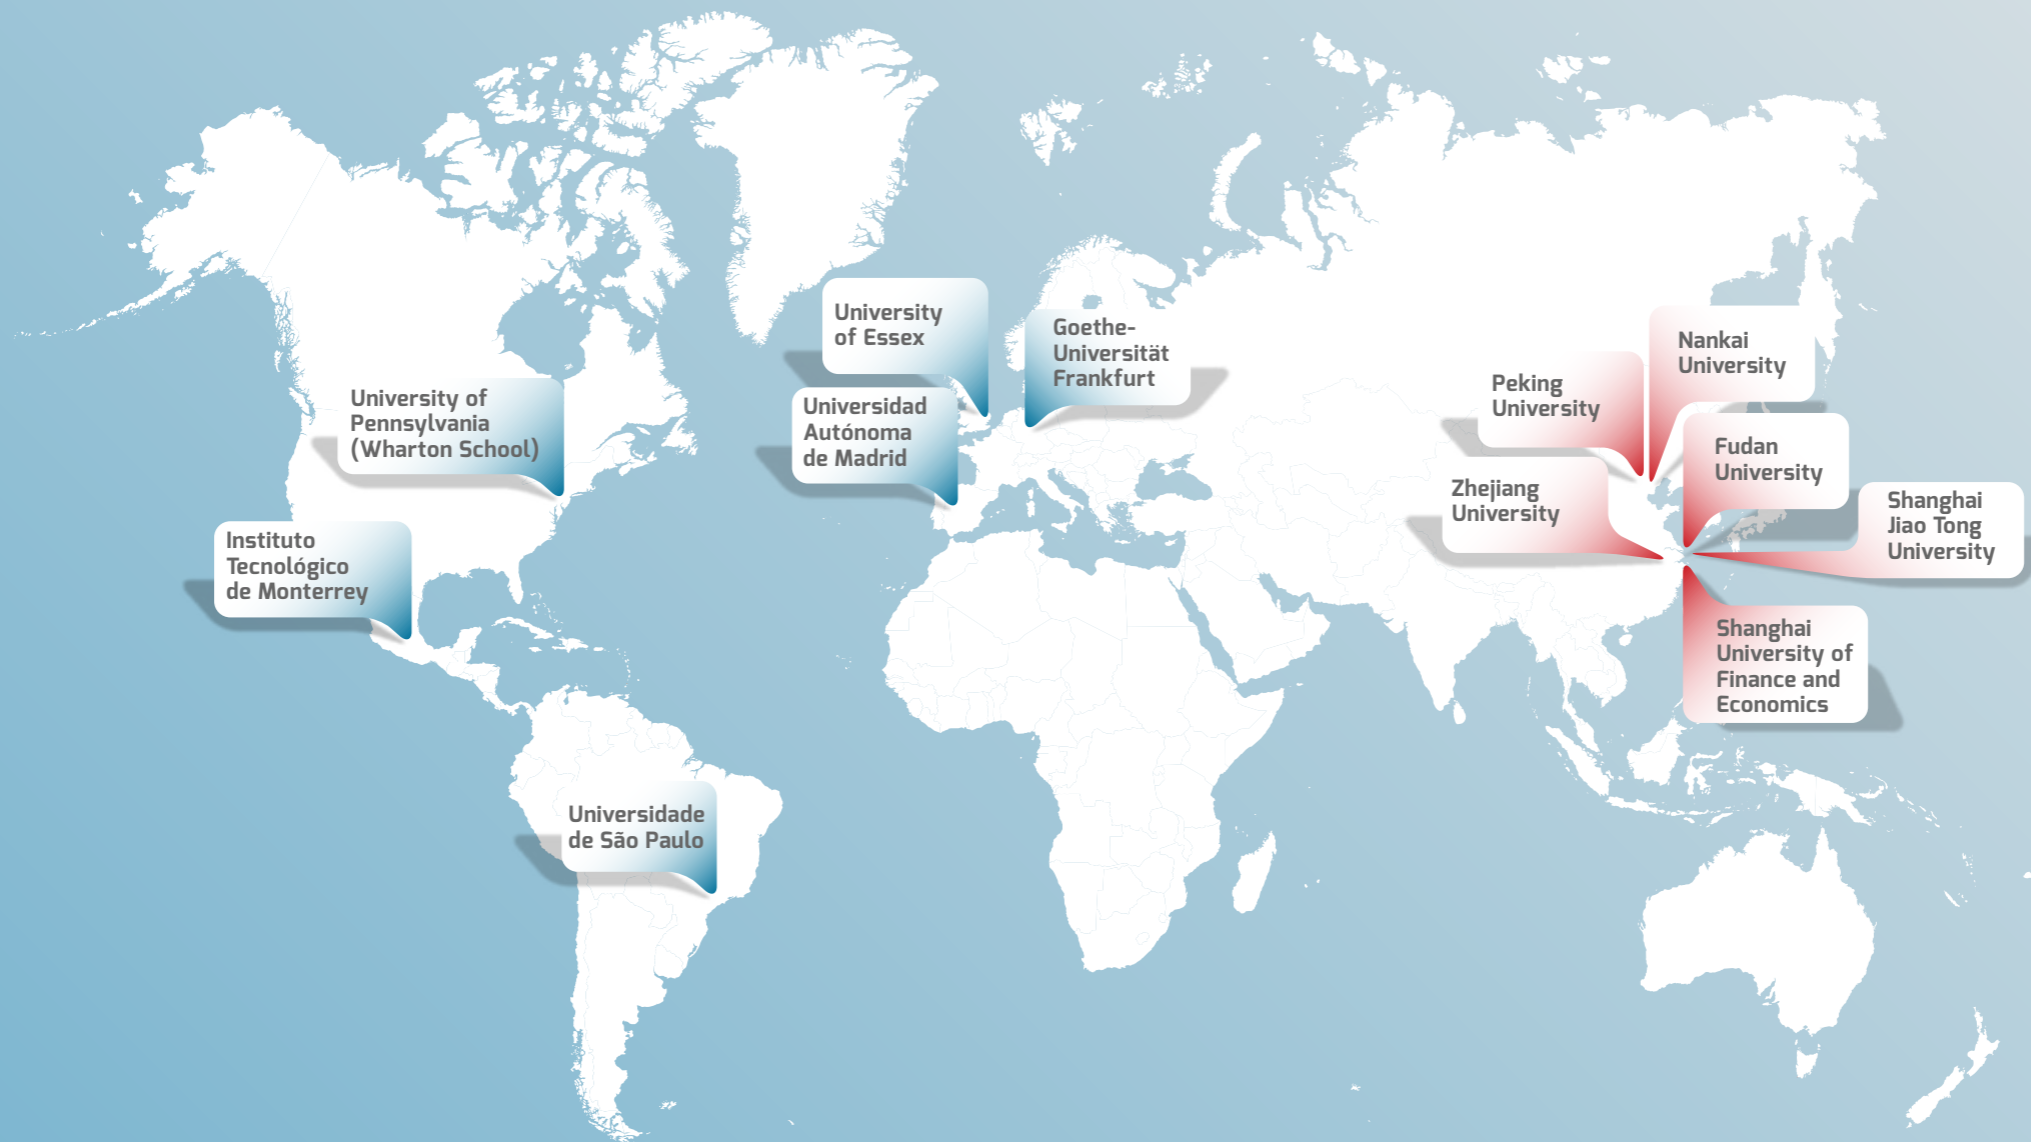 University
of Essex
Goethe-
Universität
Frankfurt
Nankai
University
Peking
University
University of
Pennsylvania
(Wharton School)
Universidad
Autónoma
de Madrid
Fudan
University
Zhejiang
University
Shanghai
Jiao Tong
University
Instituto
Tecnológico
de Monterrey
Shanghai
University of
Finance and
Economics
Universidade
de São Paulo